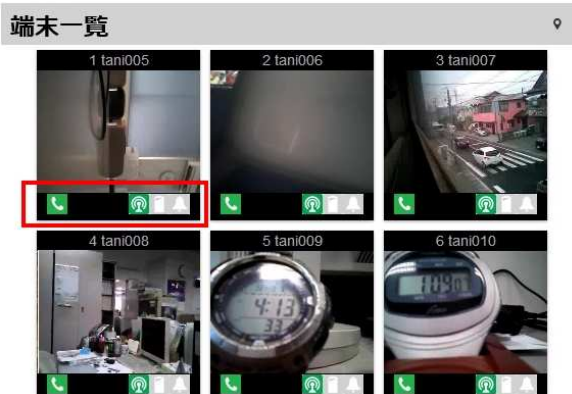 端末一覧
1 tani005
2 tani006
3 tani007
4 tani008
5 tani009
6 tani010
4:13
33